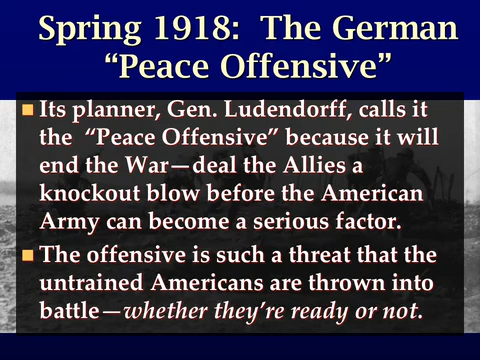 Spring 1918:  The German
“Peace Offensive”
Its planner, Gen. Ludendorff, calls it
the  “Peace Offensive” because it will
end the War—deal the Allies a
knockout blow before the American
Army can become a serious factor.
The offensive is such a threat that the
untrained Americans are thrown into
battle—whether they’re ready or not.